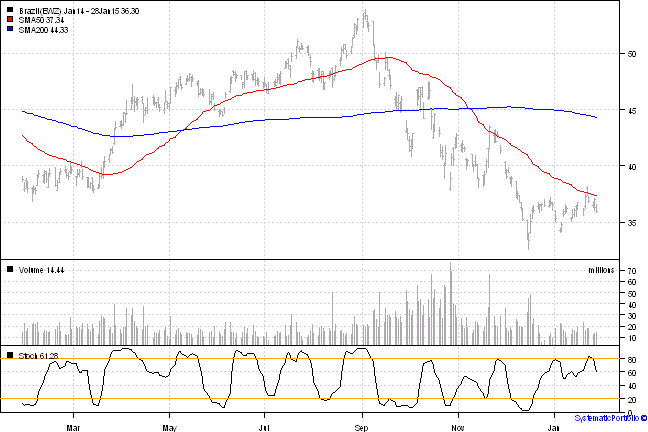 Brazil(EWZ) Jan14 - 28Jan15 36.30
SMA50 37.34
SMA200 44.33
50
45
40
35
Volume 14.44
millions
70
60
50
40
30
20
10
Stoch 61.28
80
60
40
20
0
Mar May Jul Sep Nov Jan
SystematicPortfolio ©